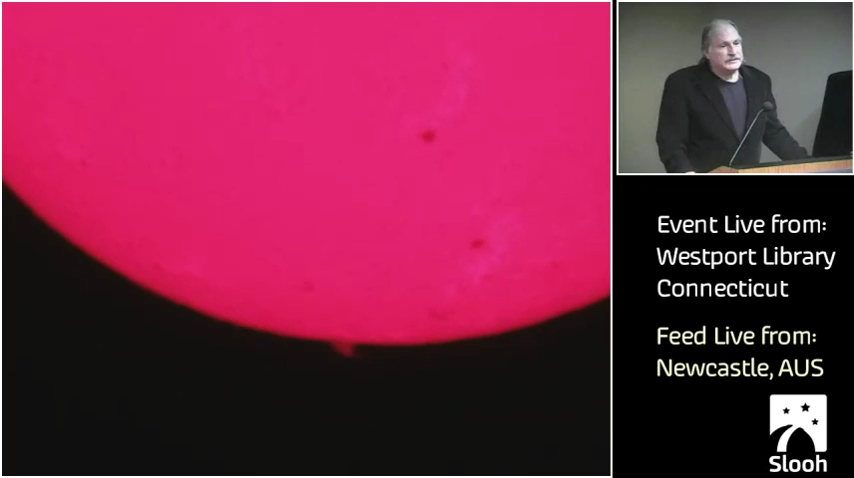 Event Live from:
Westport Library
Connecticut
Feed Live from:
Newcastle, AUS
Slooh